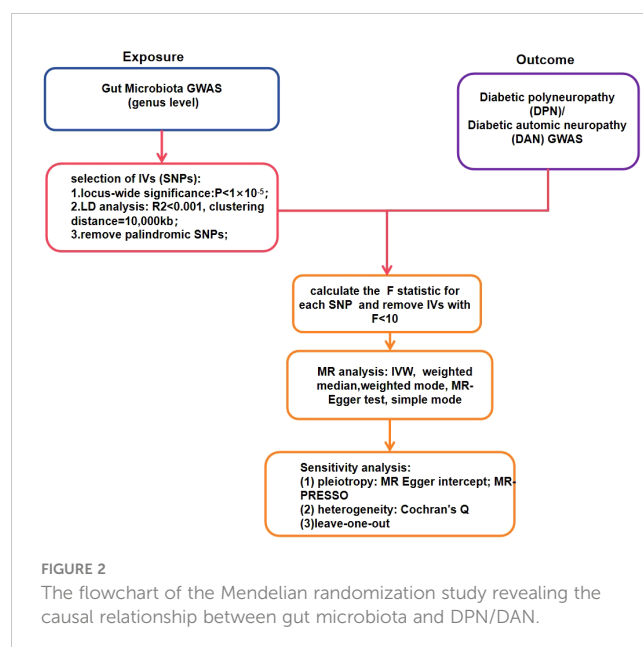 Exposure
Outcome
Gut Microbiota GWAS
(genus level)
Diabetic polyneuropathy
(DPN)/
Diabetic automic neuropathy
(DAN) GWAS
selection of IVs (SNPs):
1.locus-wide significance:P<1×10⁻⁵;
2.LD analysis: R2<0.001, clustering
distance=10,000kb;
3.remove palindromic SNPs;
calculate the F statistic for
each SNP and remove IVs with
F<10
MR analysis: IVW, weighted
median,weighted mode, MR-
Egger test, simple mode
Sensitivity analysis:
(1) pleiotropy: MR Egger intercept; MR-
PRESSO
(2) heterogeneity: Cochran's Q
(3)leave-one-out
FIGURE 2
The flowchart of the Mendelian randomization study revealing the
causal relationship between gut microbiota and DPN/DAN.